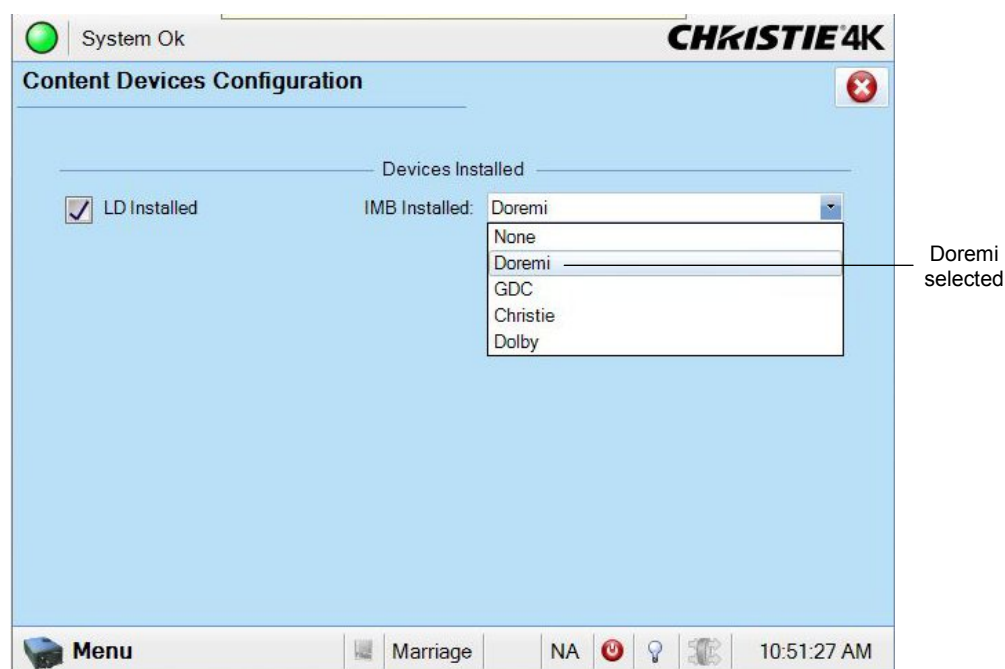 System Ok
CHRISTIE 4K
Content Devices Configuration
Devices Installed
LD Installed
IMB Installed: Doremi
None
Doremi
GDC
Christie
Dolby
Doremi
selected
Menu
Marriage
NA
10:51:27 AM